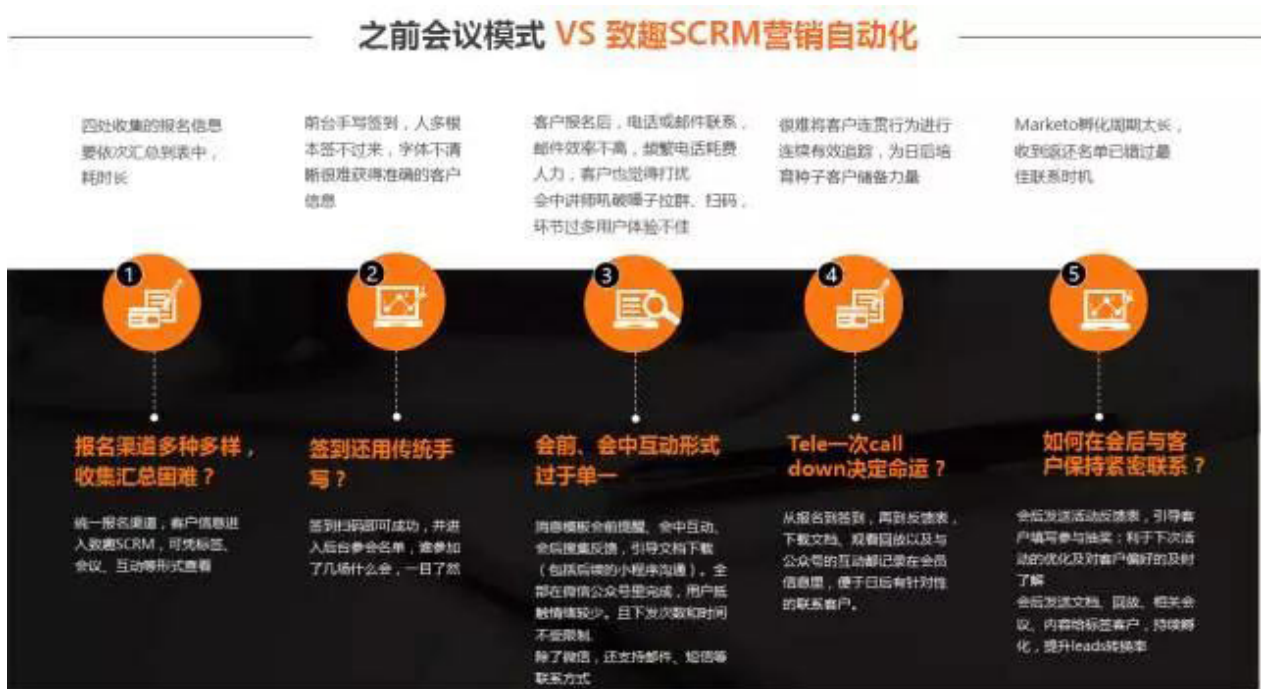 之前会议模式 VS 致趣SCRM营销自动化
四处收集的报名信息
要依次汇总到表中，
耗时长
前台手写签到，人多根
本签不过来，字体不清
晰很难获得准确的客户
信息
客户报名后，电话或邮件联系，
邮件效率不高，频繁电话耗费
人力，客户也觉得打扰
会中讲师吼破嗓子拉群、扫码，
环节过多用户体验不佳
很难将客户连贯行为进行
连续有效追踪，为日后培
育种子客户储备力量
Marketo孵化周期太长，
收到返还名单已错过最
佳联系时机
1
2
3
4
5
报名渠道多种多样，
收集汇总困难？
统一报名渠道，客户信息进
入致趣SCRM，可凭标签、
会议、互动等形式查看
签到还用传统手
写？
签到扫码即可成功，并进
入后台参会名单，谁参加
了几场什么会，一目了然
会前、会中互动形式
过于单一
消息模板会前提醒、会中互动、
会后搜集反馈，引导文档下载
（包括后续的小程序沟通）。全
部在微信公众号里完成，用户抵
触情绪较少。且下发次数和时间
不受限制
除了微信，还支持邮件、短信等
联系方式
Tele一次call
down决定命运？
从报名到签到，再到反馈表，
下载文档、观看回放以及与
公众号的互动都记录在会员
信息里，便于日后有针对性
的联系客户。
如何在会后与客
户保持紧密联系？
会后发送活动反馈表，引导客
户填写参与抽奖；利于下次活
动的优化及对客户偏好的及时
了解
会后发送文档、回放、相关会
议、内容给标签客户，持续孵
化，提升leads转换率